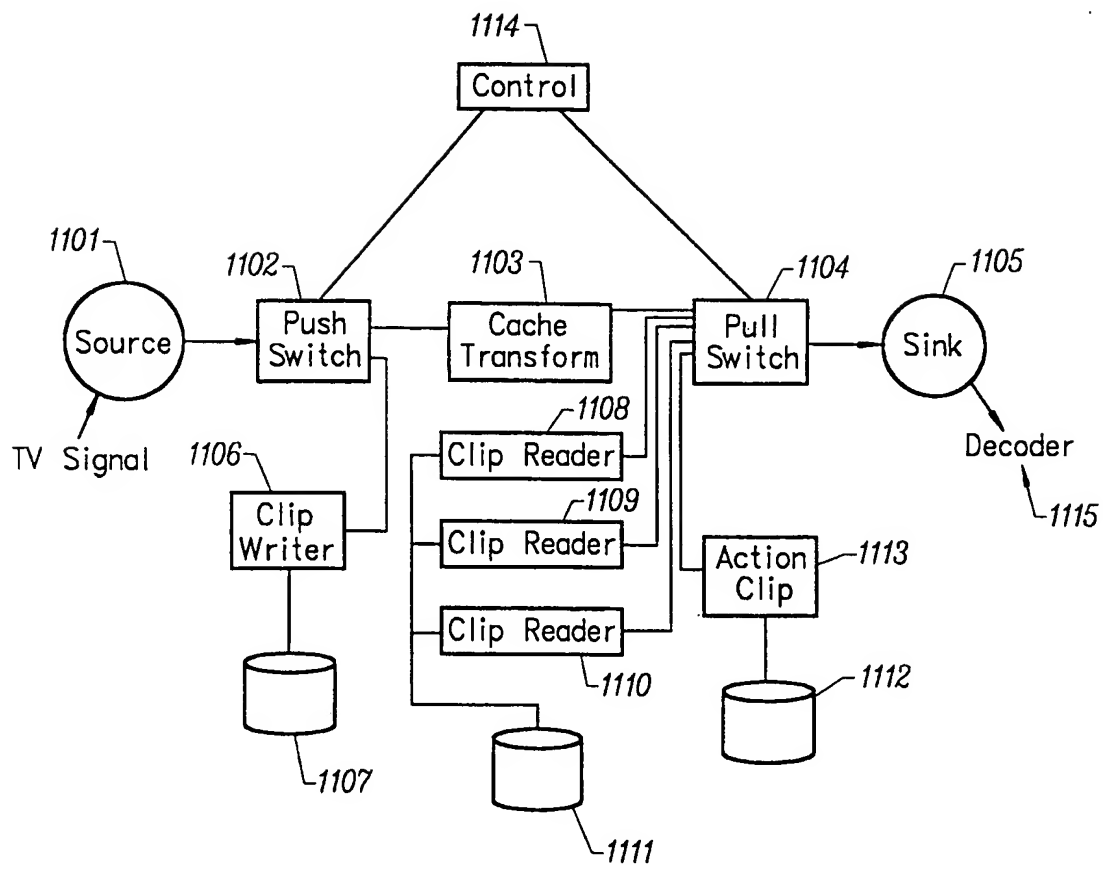 1114
Control
1101
1102
1103
1104
1105
Source
Push
Switch
Cache
Transform
Pull
Switch
Sink
TV Signal
1106
1108
Clip Reader
Decoder
1109
1115
Clip
Writer
Clip Reader
Action
Clip
1113
Clip Reader
1110
1112
1107
1111